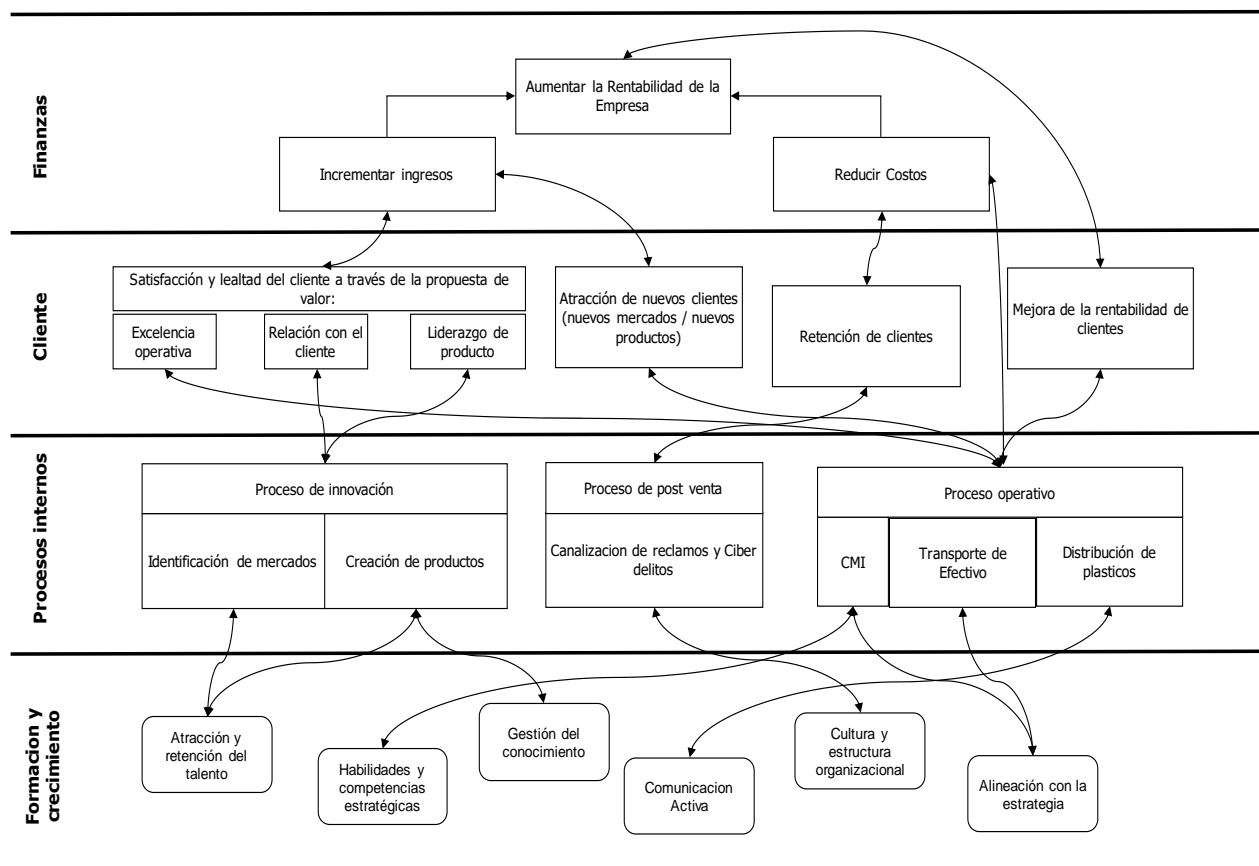 Finanzas
Aumentar la Rentabilidad de la
Empresa
Incrementar ingresos
Reducir Costos
Cliente
Satisfacción y lealtad del cliente a través de la propuesta de
valor:
Excelencia
operativa
Relación con el
cliente
Liderazgo de
producto
Atracción de nuevos clientes
(nuevos mercados / nuevos
productos)
Retención de clientes
Mejora de la rentabilidad de
clientes
Procesos internos
Proceso de innovación
Identificación de mercados
Creación de productos
Proceso de post venta
Canalizacion de reclamos y Ciber
delitos
Proceso operativo
CMI
Transporte de
Efectivo
Distribución de
plasticos
Formacion y
crecimiento
Atracción y
retención del
talento
Habilidades y
competencias
estratégicas
Gestión del
conocimiento
Comunicacion
Activa
Cultura y
estructura
organizacional
Alineación con la
estrategia